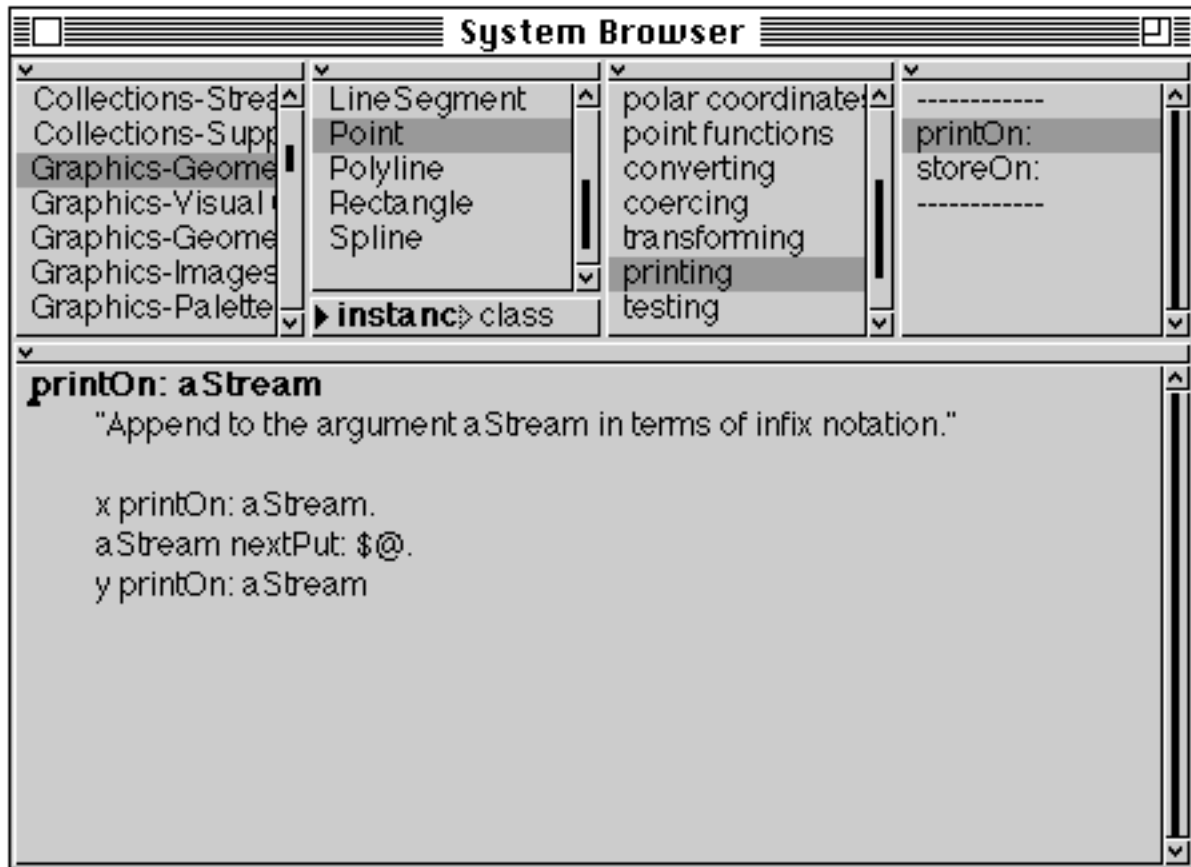 System Browser
Collections-Strea
Collections-Supp
Graphics-Geome
Graphics-Visual
Graphics-Geome
Graphics-Images
Graphics-Palette
LineSegment
Point
Polyline
Rectangle
Spline
instanc class
polar coordinates
point functions
converting
coercing
transforming
printing
testing
------------
printOn:
storeOn:
------------
printOn: aStream
"Append to the argument aStream in terms of infix notation."
x printOn: aStream.
aStream nextPut: $@.
y printOn: aStream